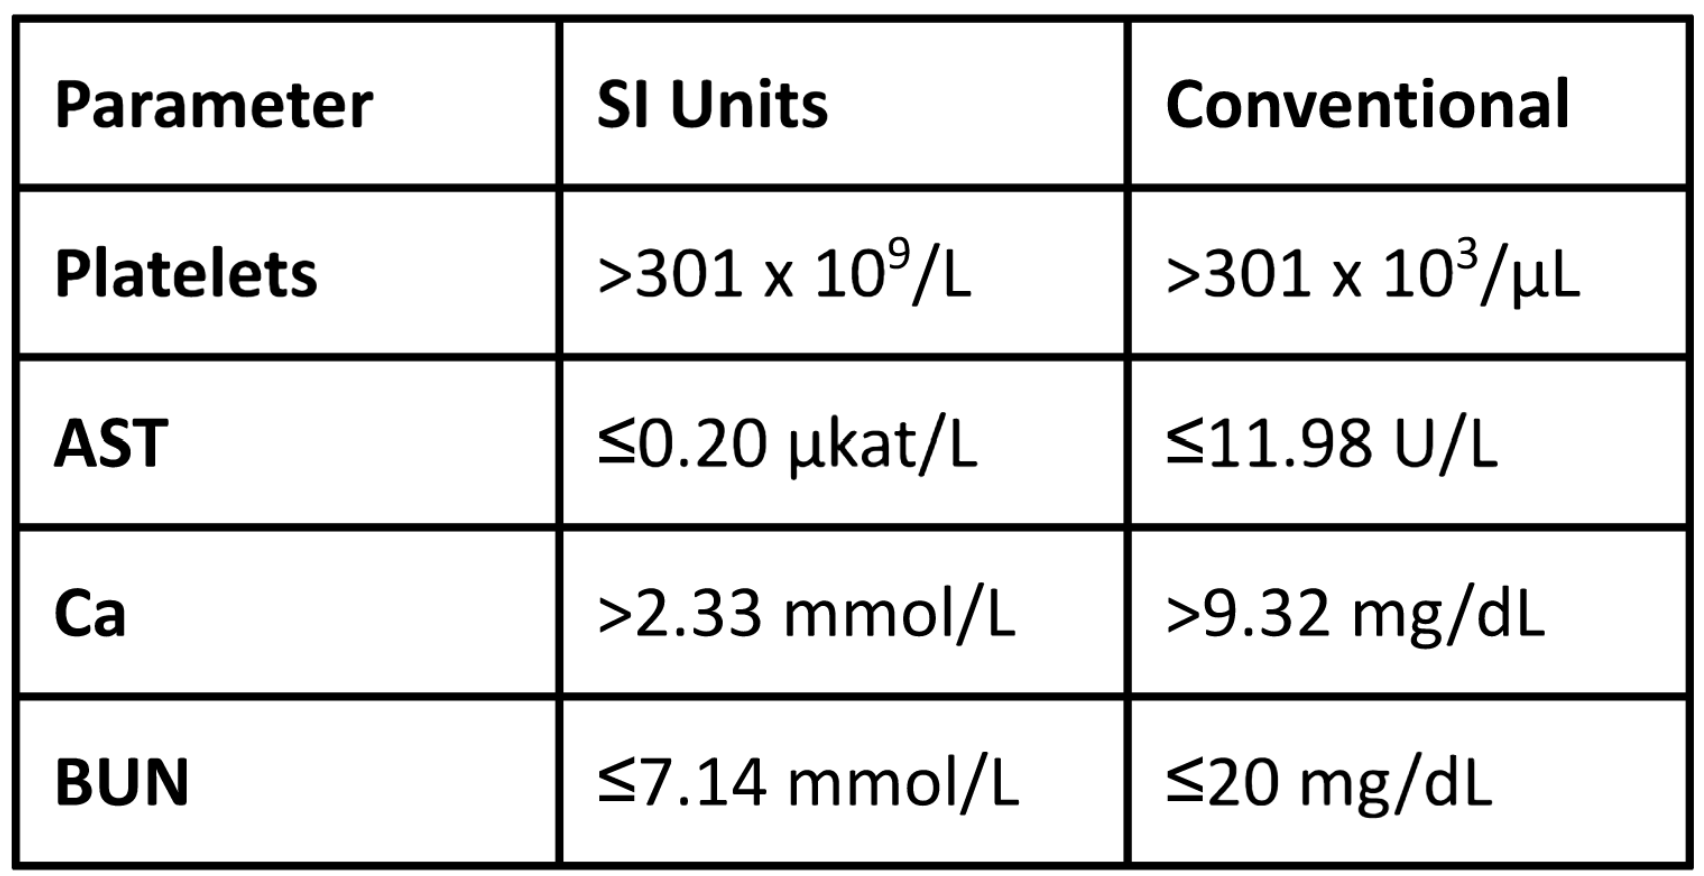 Parameter SI Units Conventional
Platelets >301 x 10⁹/L >301 x 10³/µL
AST ≤0.20 µkat/L ≤11.98 U/L
Ca >2.33 mmol/L >9.32 mg/dL
BUN ≤7.14 mmol/L ≤20 mg/dL